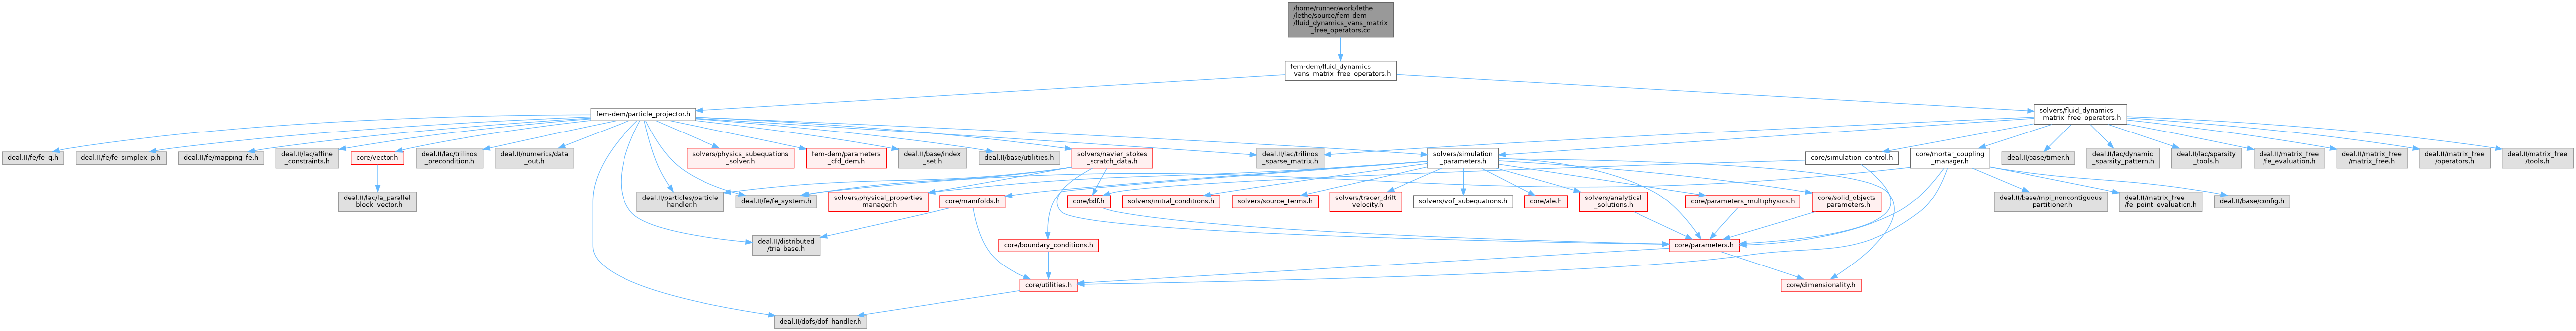 /home/runner/work/lethe
/lethe/source/fem-dem
/fluid_dynamics_vans_matrix
_free_operators.cc
fem-dem/fluid_dynamics
_vans_matrix_free_operators.h
fem-dem/particle_projector.h
solvers/fluid_dynamics
_matrix_free_operators.h
deal.II/fe/fe_q.h
deal.II/fe/fe_simplex_p.h
deal.II/fe/mapping_fe.h
deal.II/lac/affine
_constraints.h
core/vector.h
deal.II/lac/trilinos
_precondition.h
deal.II/numerics/data
_out.h
solvers/physics_subequations
_solver.h
fem-dem/parameters
_cfd_dem.h
deal.II/base/index
_set.h
deal.II/base/utilities.h
solvers/navier_stokes
_scratch_data.h
deal.II/lac/trilinos
_sparse_matrix.h
solvers/simulation
_parameters.h
core/simulation_control.h
core/mortar_coupling
_manager.h
deal.II/base/timer.h
deal.II/lac/dynamic
_sparsity_pattern.h
deal.II/lac/sparsity
_tools.h
deal.II/matrix_free
/fe_evaluation.h
deal.II/matrix_free
/matrix_free.h
deal.II/matrix_free
/operators.h
deal.II/matrix_free
/tools.h
deal.II/lac/la_parallel
_block_vector.h
deal.II/particles/particle
_handler.h
deal.II/fe/fe_system.h
solvers/physical_properties
_manager.h
core/manifolds.h
core/bdf.h
solvers/initial_conditions.h
solvers/source_terms.h
solvers/tracer_drift
_velocity.h
solvers/vof_subequations.h
core/ale.h
solvers/analytical
_solutions.h
core/parameters_multiphysics.h
core/solid_objects
_parameters.h
deal.II/base/mpi_noncontiguous
_partitioner.h
deal.II/matrix_free
/fe_point_evaluation.h
deal.II/base/config.h
deal.II/distributed
/tria_base.h
core/boundary_conditions.h
core/parameters.h
core/utilities.h
core/dimensionality.h
deal.II/dofs/dof_handler.h